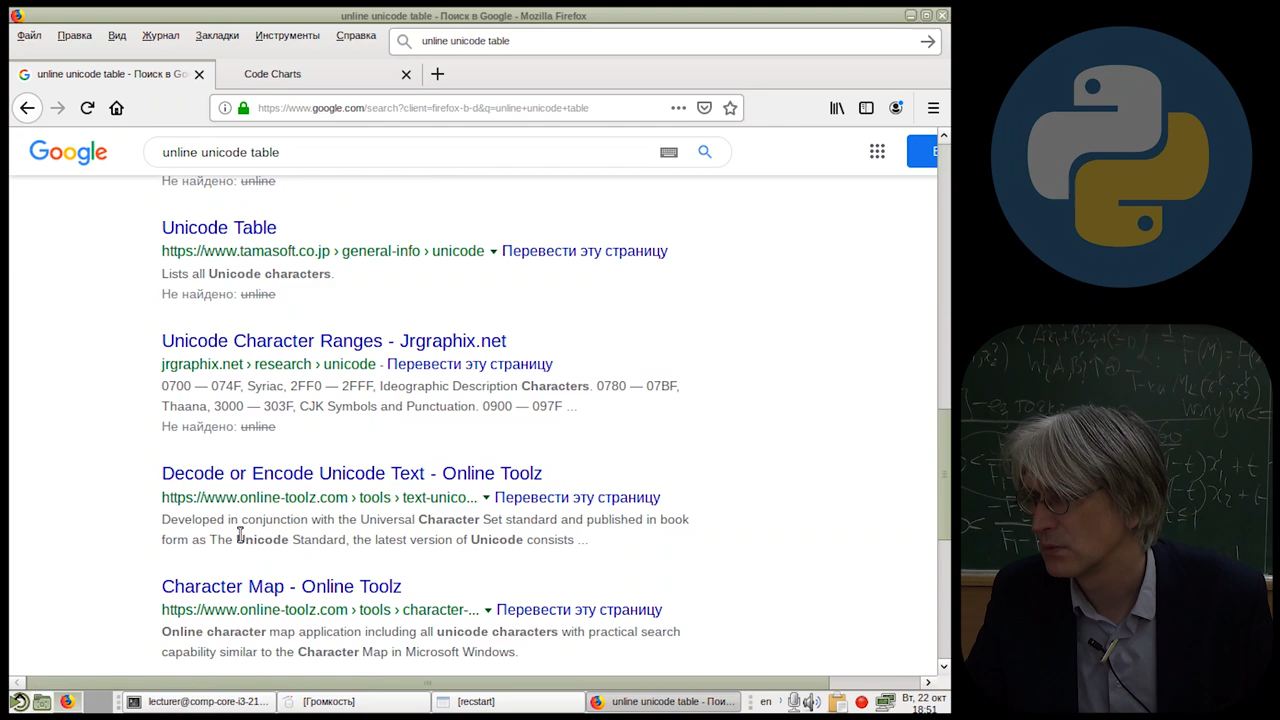 unline unicode table - Поиск в Google - Mozilla Firefox
Файл Правка Вид Журнал Закладки Инструменты Справка
unline unicode table
unline unicode table - Поиск в Go
Code Charts
https://www.google.com/search?client=firefox-b-d&q=unline+unicode+table
Google
unline unicode table
Не найдено: unline
Unicode Table
https://www.tamasoft.co.jp › general-info › unicode ▾ Перевести эту страницу
Lists all Unicode characters.
Не найдено: unline
Unicode Character Ranges - Jrgraphix.net
jrgraphix.net › research › unicode - Перевести эту страницу
0700 — 074F, Syriac, 2FF0 — 2FFF, Ideographic Description Characters. 0780 — 07BF,
Thaana, 3000 — 303F, CJK Symbols and Punctuation. 0900 — 097F ...
Не найдено: unline
Decode or Encode Unicode Text - Online Toolz
https://www.online-toolz.com › tools › text-unico... ▾ Перевести эту страницу
Developed in conjunction with the Universal Character Set standard and published in book
form as The Unicode Standard, the latest version of Unicode consists ...
Character Map - Online Toolz
https://www.online-toolz.com › tools › character-... ▾ Перевести эту страницу
Online character map application including all unicode characters with practical search
capability similar to the Character Map in Microsoft Windows.
lecturer@comp-core-i3-21... [Громкость] [recstart] unline unicode table - Пои... en Вт, 22 окт
18:51